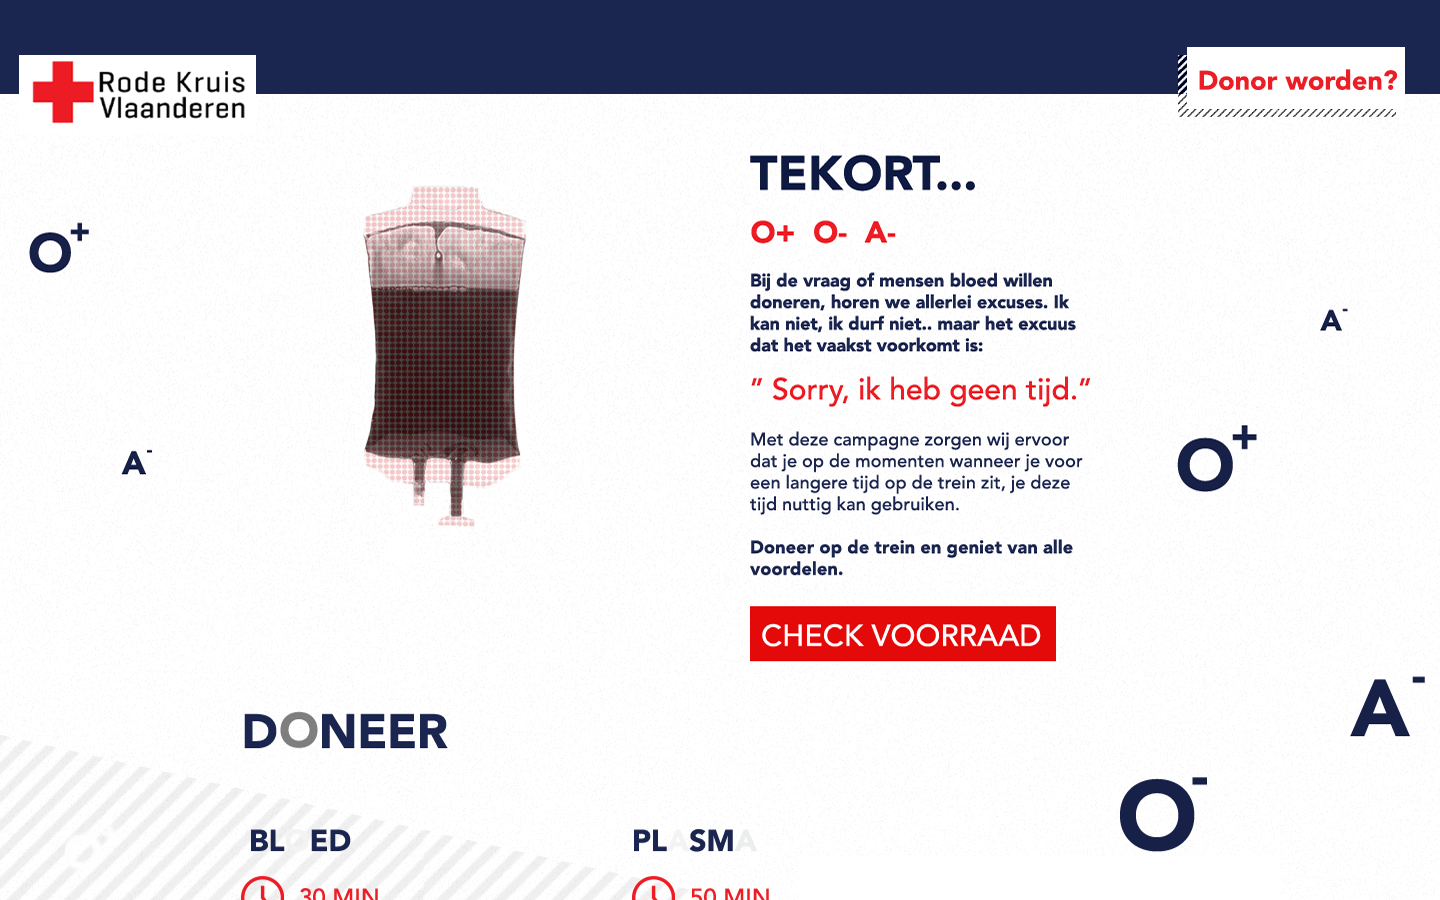 Rode Kruis
Vlaanderen
Donor worden?
TEKORT...
O+ O- A-
Bij de vraag of mensen bloed willen
doneren, horen we allerlei excuses. Ik
kan niet, ik durf niet.. maar het excuus
dat het vaakst voorkomt is:
” Sorry, ik heb geen tijd.”
Met deze campagne zorgen wij ervoor
dat je op de momenten wanneer je voor
een langere tijd op de trein zit, je deze
tijd nuttig kan gebruiken.
Doneer op de trein en geniet van alle
voordelen.
CHECK VOORRAAD
O+
A-
A-
O+
A-
O-
DONEER
BLOED
PLASMA
30 MIN
50 MIN